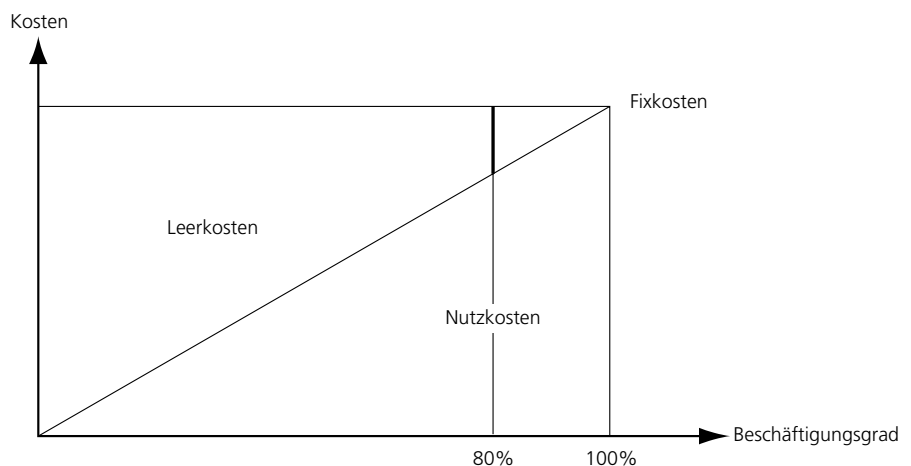 Kosten
Fixkosten
Leerkosten
Nutzkosten
Beschäftigungsgrad
80% 100%